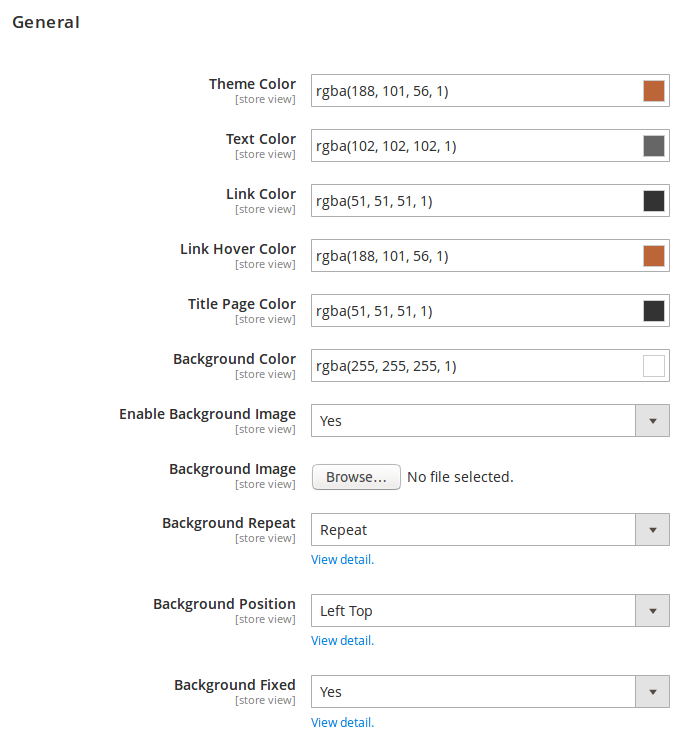 General
Theme Color
[store view]
rgba(188, 101, 56, 1)
Text Color
[store view]
rgba(102, 102, 102, 1)
Link Color
[store view]
rgba(51, 51, 51, 1)
Link Hover Color
[store view]
rgba(188, 101, 56, 1)
Title Page Color
[store view]
rgba(51, 51, 51, 1)
Background Color
[store view]
rgba(255, 255, 255, 1)
Enable Background Image
[store view]
Yes
Background Image
[store view]
Browse... No file selected.
Background Repeat
[store view]
Repeat
View detail.
Background Position
[store view]
Left Top
View detail.
Background Fixed
[store view]
Yes
View detail.